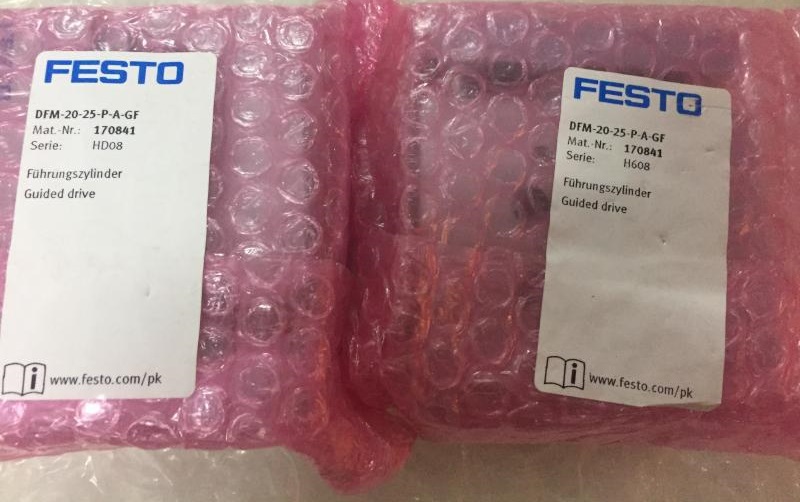 FESTO
DFM-20-25-P-A-GF
Mat.-Nr.: 170841
Serie: HD08
Führungszylinder
Guided drive
www.festo.com/pk
FESTO
DFM-20-25-P-A-GF
Mat.-Nr.: 170841
Serie: H608
Führungszylinder
Guided drive
www.festo.com/pk